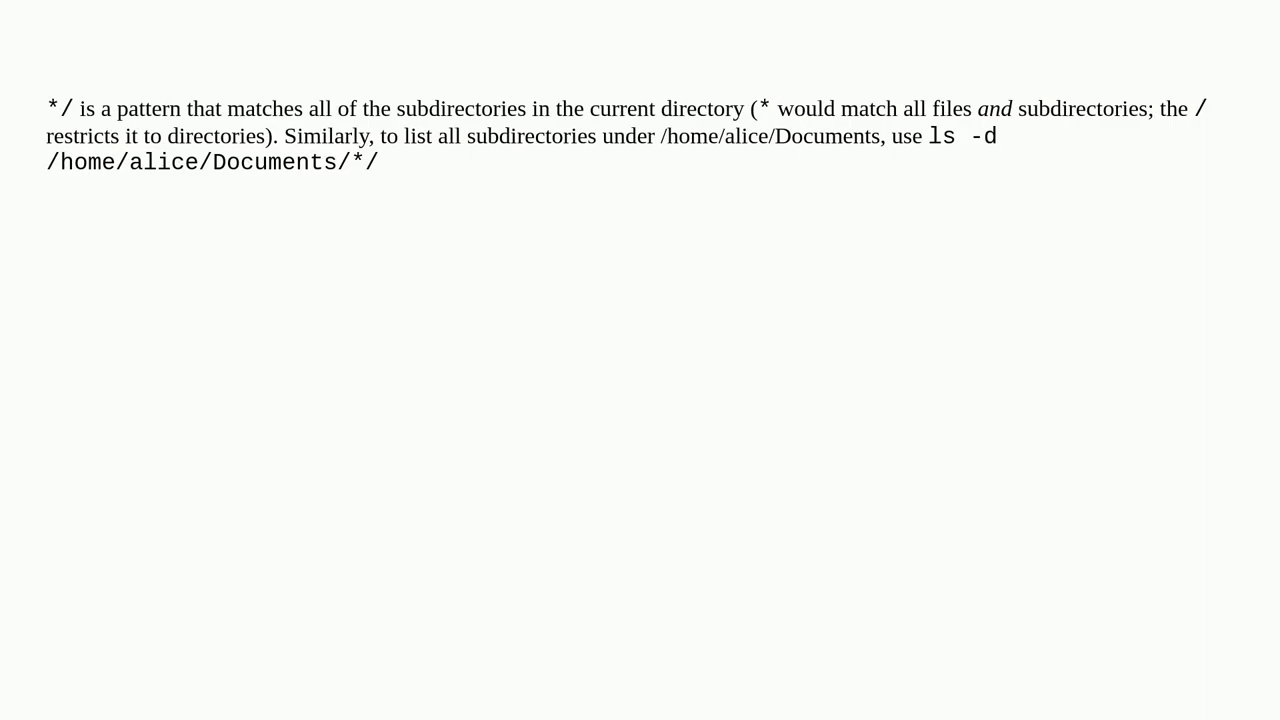 */ is a pattern that matches all of the subdirectories in the current directory (* would match all files and subdirectories; the /
restricts it to directories). Similarly, to list all subdirectories under /home/alice/Documents, use ls -d
/home/alice/Documents/*/